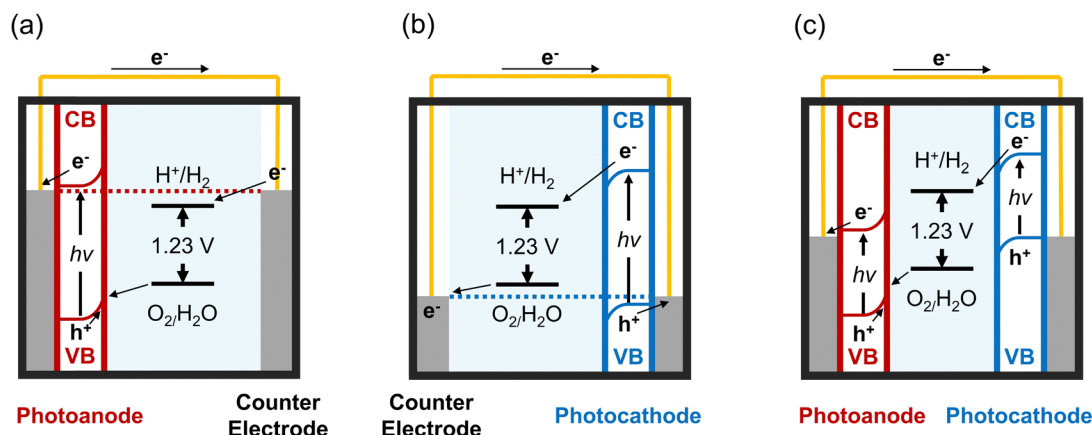 (a)
e-
CB
e-
H+/H2
e-
1.23 V
hv
O2/H2O
h+
VB
Photoanode
Counter
Electrode
(b)
e-
CB
e-
H+/H2
1.23 V
hv
O2/H2O
e-
h+
VB
Counter
Electrode
Photocathode
(c)
e-
CB
CB
e-
H+/H2
hv
e-
hv
1.23 V
h+
O2/H2O
h+
VB
VB
Photoanode
Photocathode